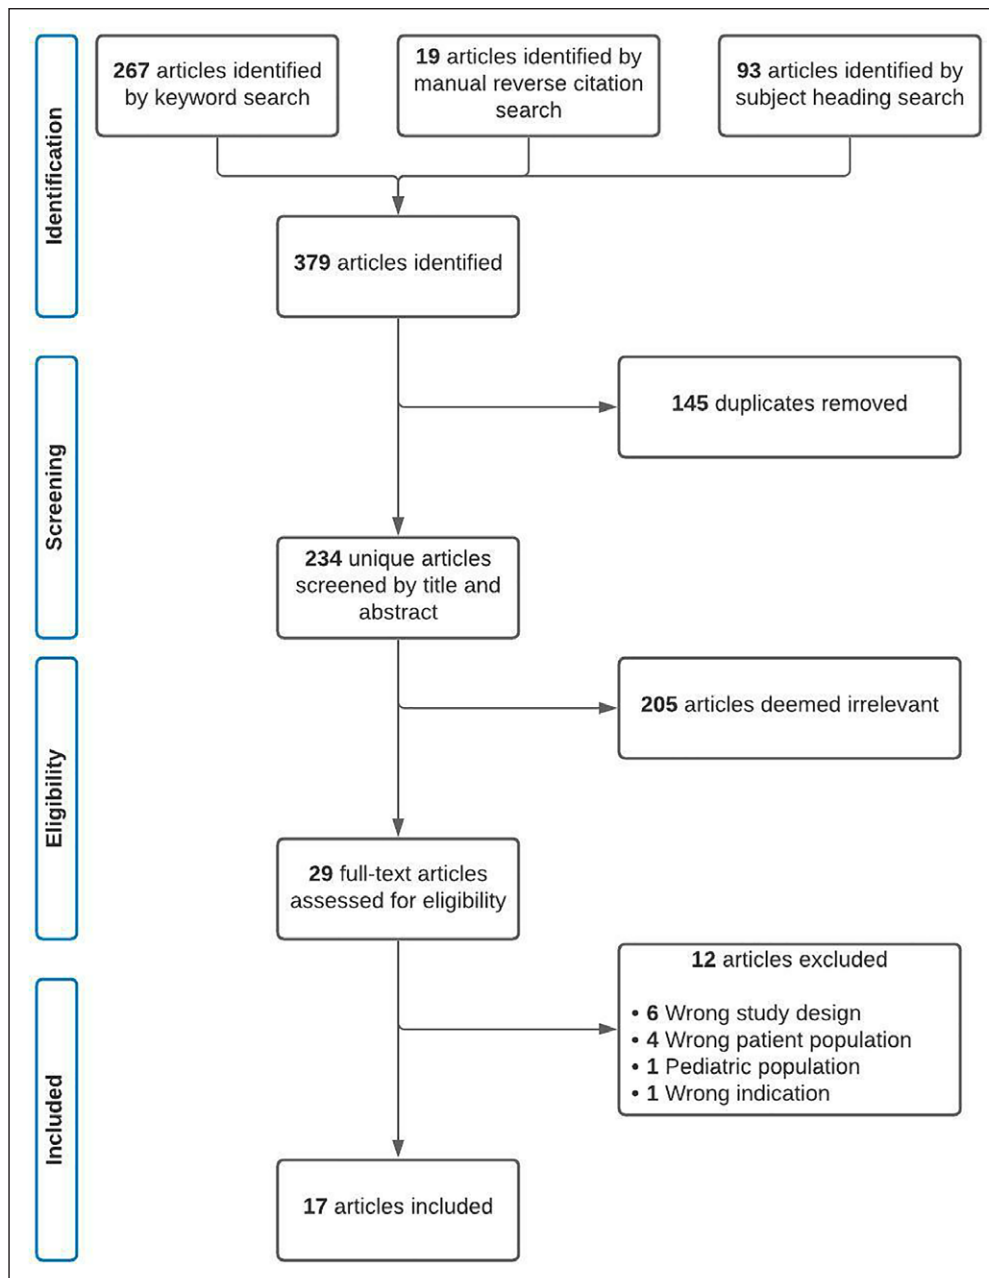 Identification
267 articles identified
by keyword search
19 articles identified by
manual reverse citation
search
93 articles identified by
subject heading search
379 articles identified
Screening
145 duplicates removed
234 unique articles
screened by title and
abstract
Eligibility
205 articles deemed irrelevant
29 full-text articles
assessed for eligibility
Included
12 articles excluded
• 6 Wrong study design
• 4 Wrong patient population
• 1 Pediatric population
• 1 Wrong indication
17 articles included